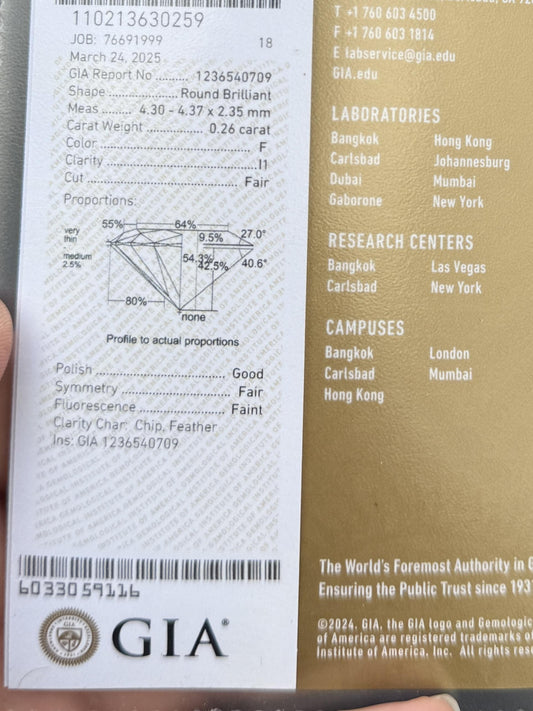 110213630259
JOB: 76691999 18
March 24, 2025
GIA Report No .......... 1236540709
Shape .................... Round Brilliant
Meas ........ 4.30 - 4.37 x 2.35 mm
Carat Weight ................. 0.26 carat
Color ............................................. F
Clarity ........................................... I1
Cut ............................................. Fair
Proportions:
55% 64%
very thin - medium 2.5%
9.5% 27.0°
54.3% 42.5% 40.6°
80%
none
Profile to actual proportions
Polish .................................. Good
Symmetry .............................. Fair
Fluorescence ........................ Faint
Clarity Char: Chip, Feather
Ins: GIA 1236540709
6033059116
GIA®
T +1 760 603 4500
F +1 760 603 1814
E labservice@gia.edu
GIA.edu
LABORATORIES
Bangkok Hong Kong
Carlsbad Johannesburg
Dubai Mumbai
Gaborone New York
RESEARCH CENTERS
Bangkok Las Vegas
Carlsbad New York
CAMPUSES
Bangkok London
Carlsbad Mumbai
Hong Kong
The World's Foremost Authority in G
Ensuring the Public Trust since 1931
©2024. GIA, the GIA logo and Gemologic
of America are registered trademarks of
Institute of America, Inc. All rights rese